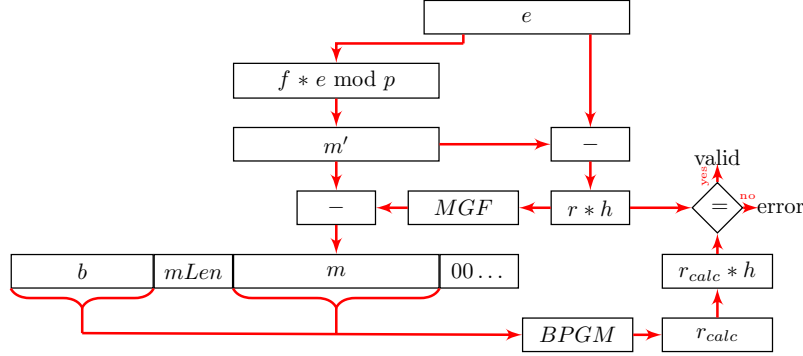 e
f ∗ e mod p
m′
−
valid
yes
no
−
MGF
r ∗ h
=
error
b
mLen
m
00 . . .
r_calc ∗ h
BPGM
r_calc